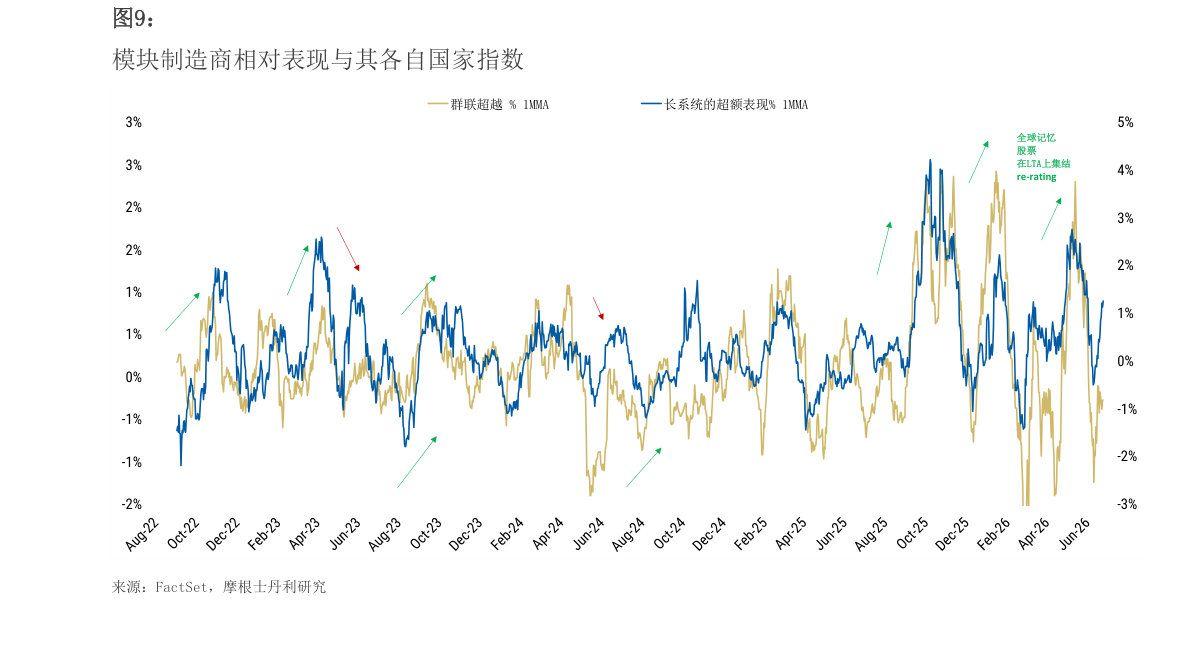 图9：
模块制造商相对表现与其各自国家指数
群联超越 % 1MMA
长系统的超额表现% 1MMA
3%
3%
2%
2%
1%
1%
0%
-1%
-1%
-2%
5%
4%
3%
2%
1%
0%
-1%
-2%
-3%
全球记忆
股票
在LTA上集结
re-rating
Aug-22
Oct-22
Dec-22
Feb-23
Apr-23
Jun-23
Aug-23
Oct-23
Dec-23
Feb-24
Apr-24
Jun-24
Aug-24
Oct-24
Dec-24
Feb-25
Apr-25
Jun-25
Aug-25
Oct-25
Dec-25
Feb-26
Apr-26
Jun-26
来源：FactSet，摩根士丹利研究